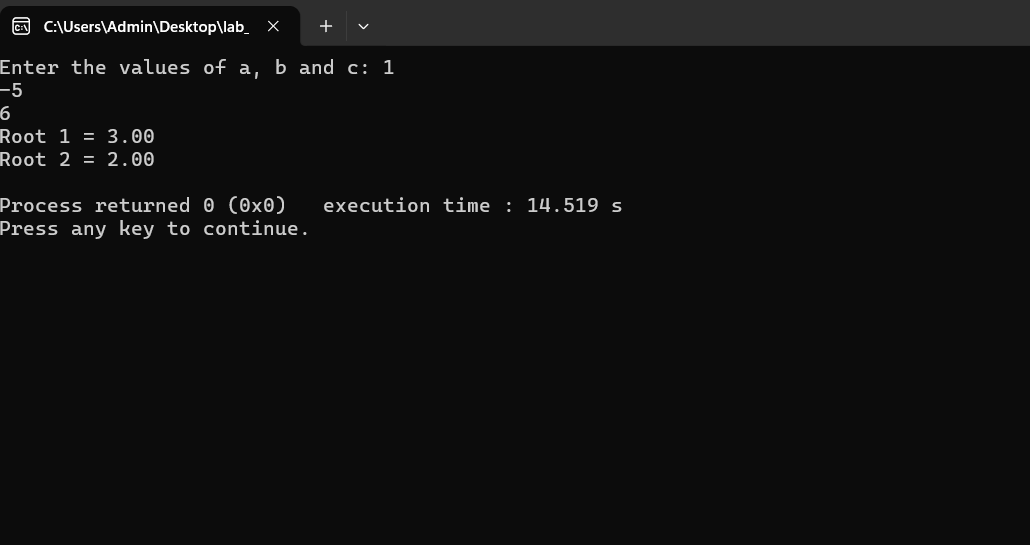 C:\Users\Admin\Desktop\lab_
Enter the values of a, b and c: 1
-5
6
Root 1 = 3.00
Root 2 = 2.00
Process returned 0 (0x0)   execution time : 14.519 s
Press any key to continue.